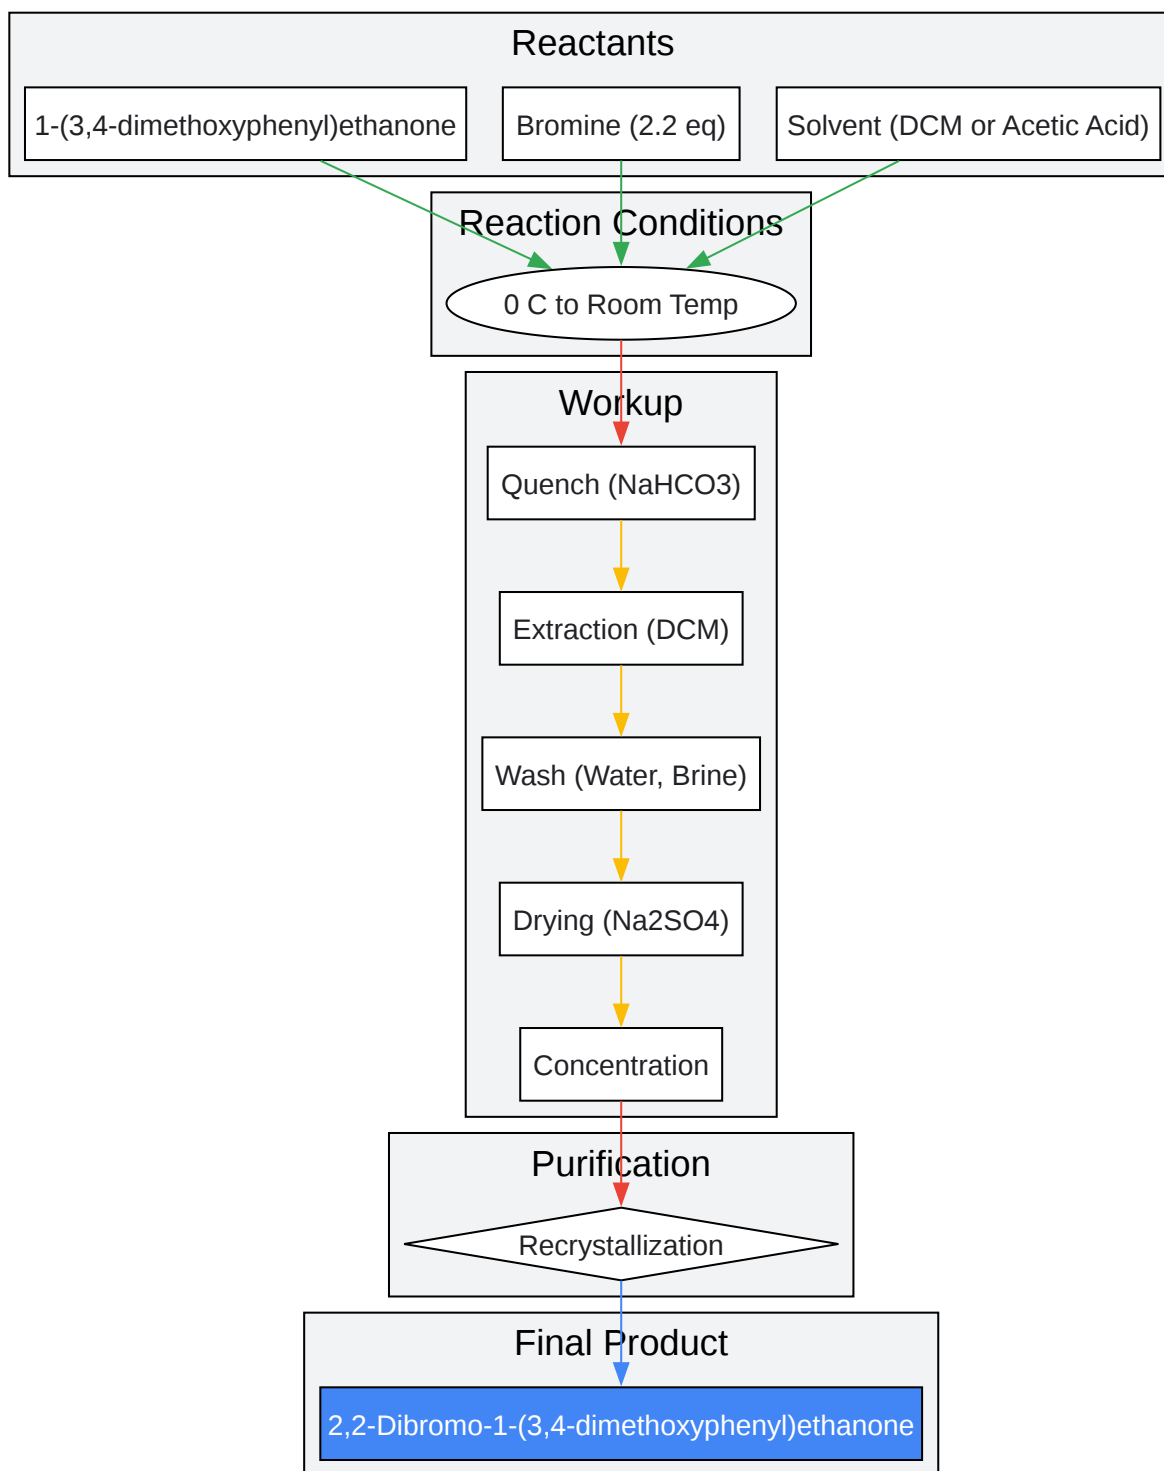 Reactants
1-(3,4-dimethoxyphenyl)ethanone
Bromine (2.2 eq)
Solvent (DCM or Acetic Acid)
Reaction Conditions
0 C to Room Temp
Workup
Quench (NaHCO3)
Extraction (DCM)
Wash (Water, Brine)
Drying (Na2SO4)
Concentration
Purification
Recrystallization
Final Product
2,2-Dibromo-1-(3,4-dimethoxyphenyl)ethanone